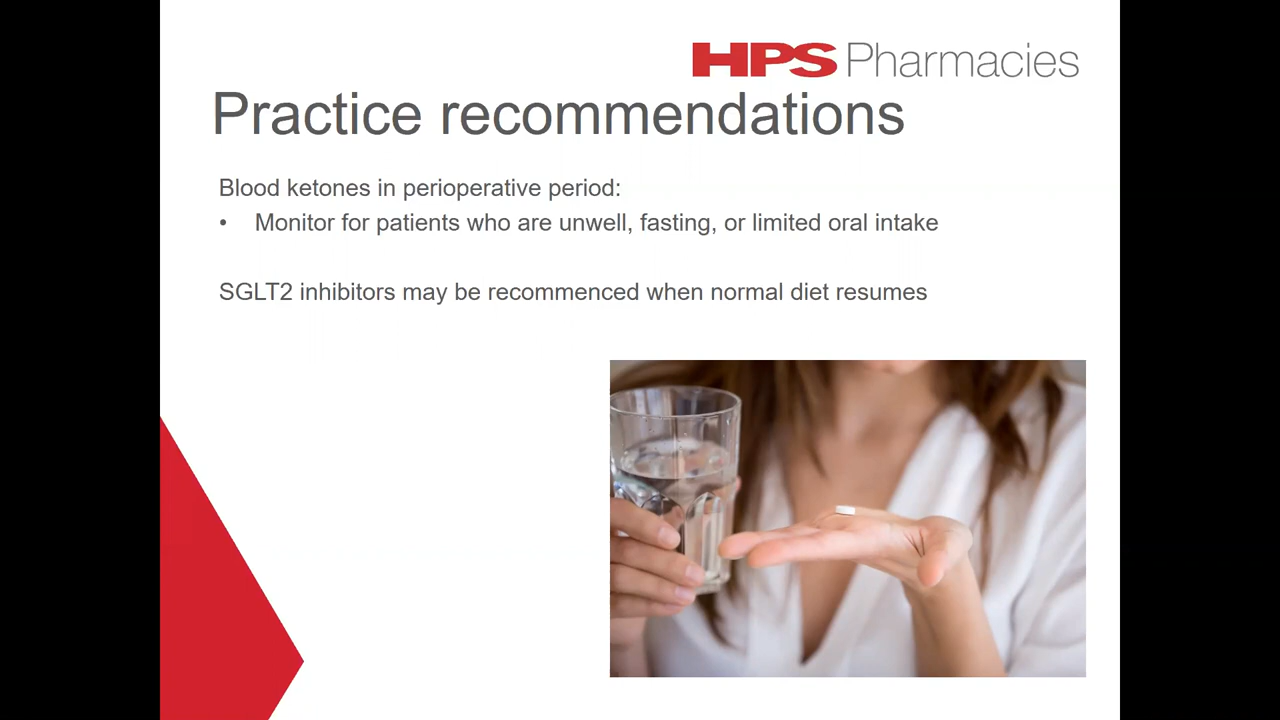 HPS Pharmacies
Practice recommendations
Blood ketones in perioperative period:
• Monitor for patients who are unwell, fasting, or limited oral intake
SGLT2 inhibitors may be recommenced when normal diet resumes